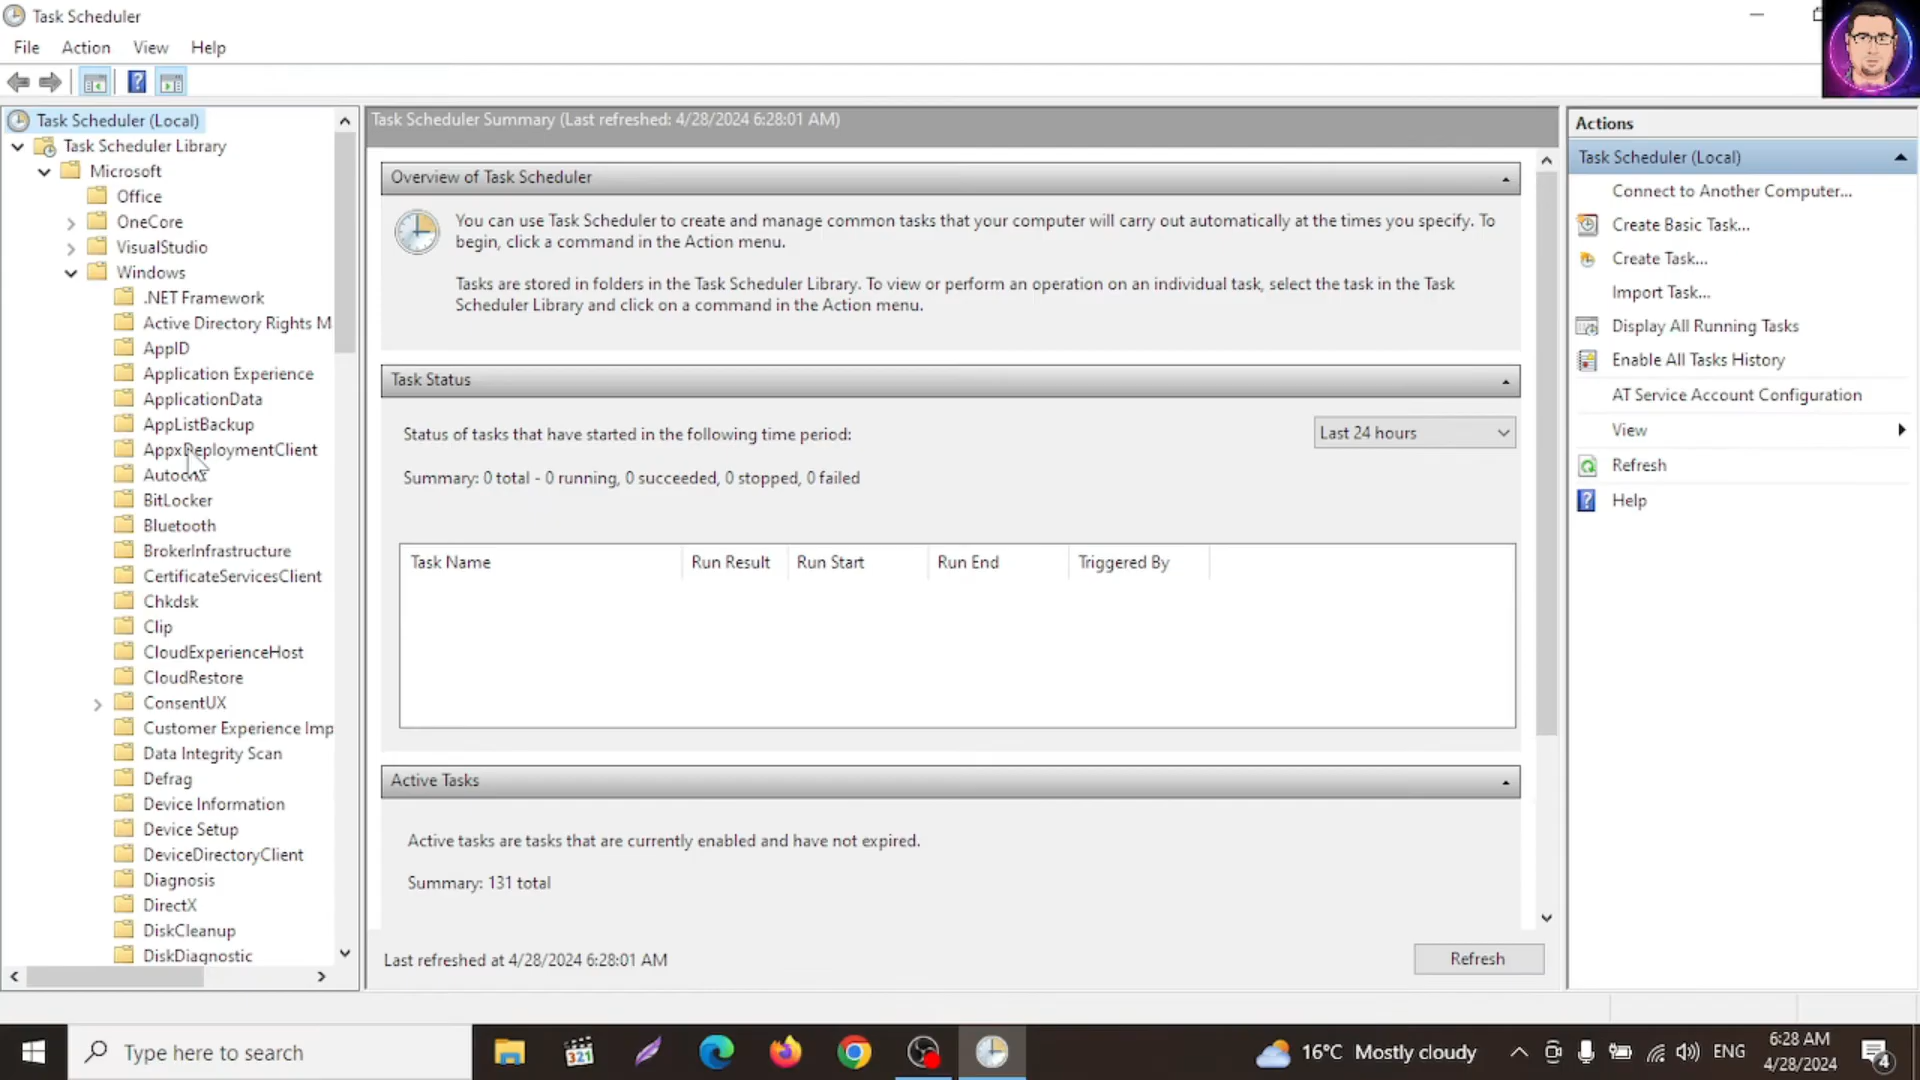 Task Scheduler
File Action View Help
Task Scheduler (Local)
Task Scheduler Library
Microsoft
Office
OneCore
VisualStudio
Windows
.NET Framework
Active Directory Rights M
AppID
Application Experience
ApplicationData
AppListBackup
AppxDeploymentClient
Autochk
BitLocker
Bluetooth
BrokerInfrastructure
CertificateServicesClient
Chkdsk
Clip
CloudExperienceHost
CloudRestore
ConsentUX
Customer Experience Imp
Data Integrity Scan
Defrag
Device Information
Device Setup
DeviceDirectoryClient
Diagnosis
DirectX
DiskCleanup
DiskDiagnostic
Task Scheduler Summary (Last refreshed: 4/28/2024 6:28:01 AM)
Overview of Task Scheduler
You can use Task Scheduler to create and manage common tasks that your computer will carry out automatically at the times you specify. To
begin, click a command in the Action menu.
Tasks are stored in folders in the Task Scheduler Library. To view or perform an operation on an individual task, select the task in the Task
Scheduler Library and click on a command in the Action menu.
Task Status
Status of tasks that have started in the following time period:
Last 24 hours
Summary: 0 total - 0 running, 0 succeeded, 0 stopped, 0 failed
Task Name Run Result Run Start Run End Triggered By
Active Tasks
Active tasks are tasks that are currently enabled and have not expired.
Summary: 131 total
Last refreshed at 4/28/2024 6:28:01 AM
Refresh
Actions
Task Scheduler (Local)
Connect to Another Computer...
Create Basic Task...
Create Task...
Import Task...
Display All Running Tasks
Enable All Tasks History
AT Service Account Configuration
View
Refresh
Help
Type here to search
321
16°C Mostly cloudy
ENG
6:28 AM
4/28/2024
4